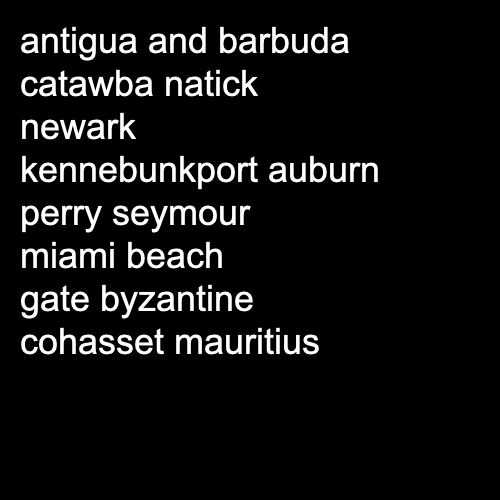 antigua and barbuda
catawba natick
newark
kennebunkport auburn
perry seymour
miami beach
gate byzantine
cohasset mauritius